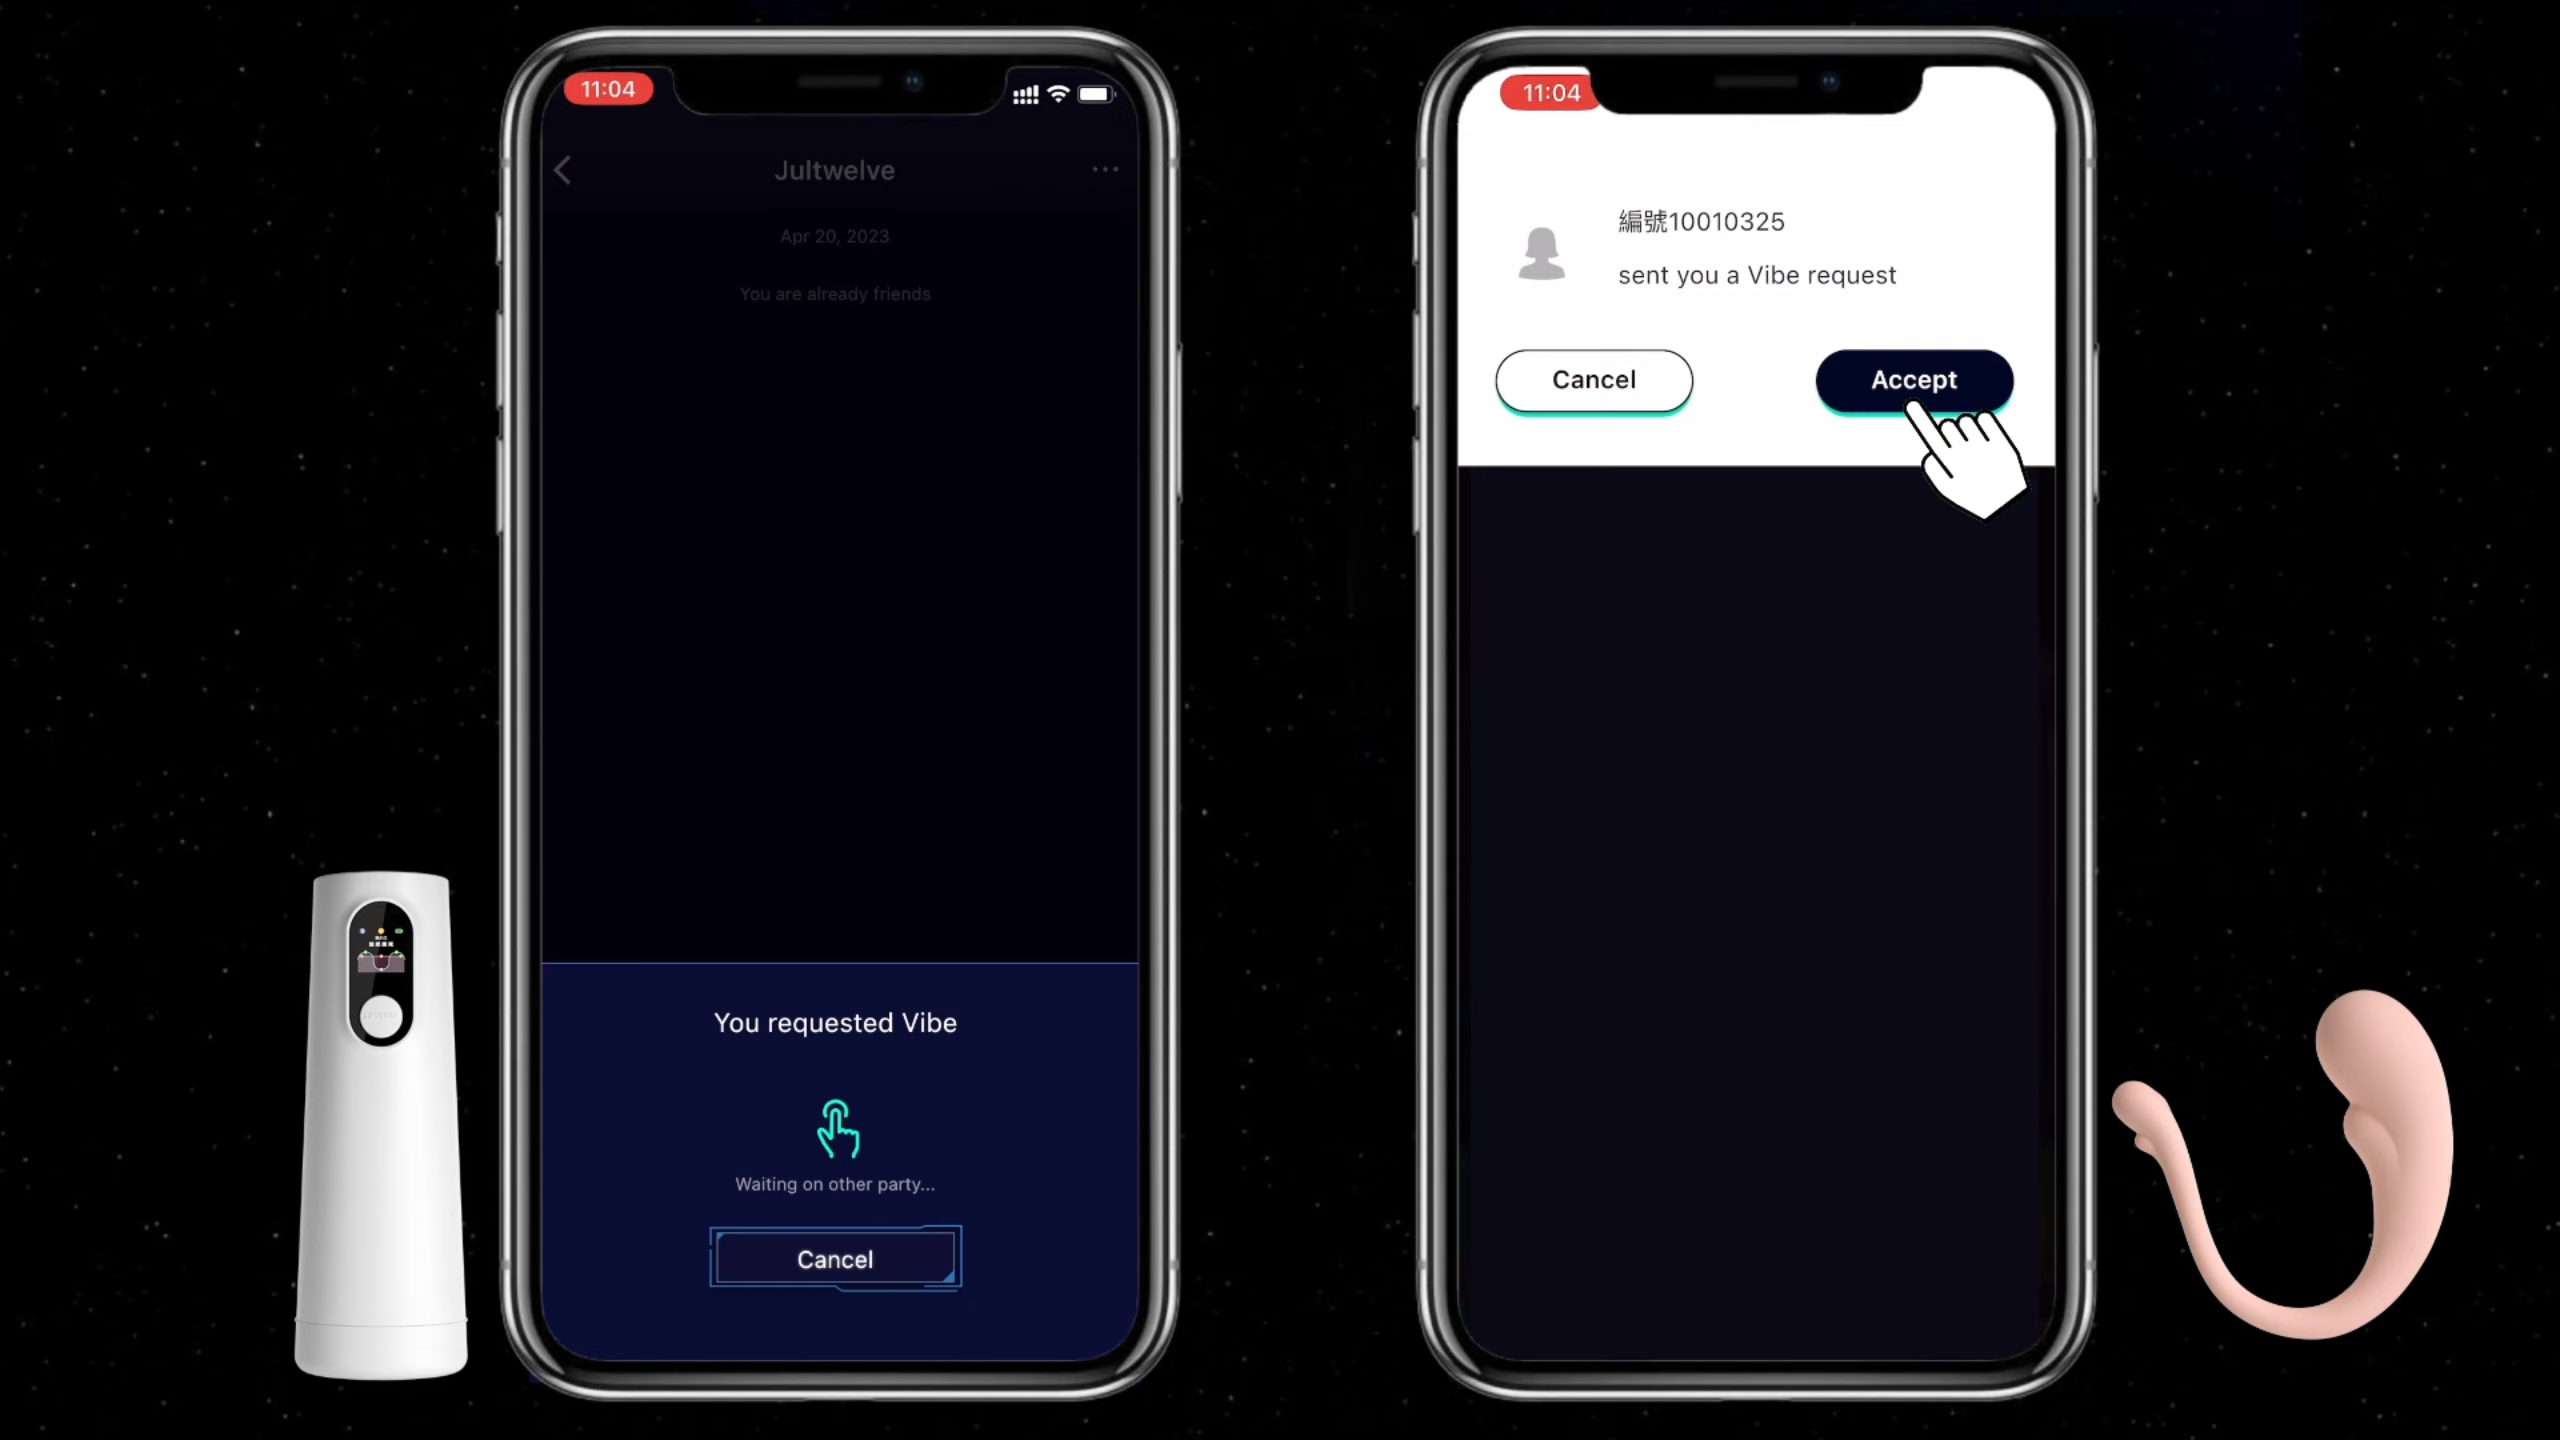 11:04
Jultwelve
Apr 20, 2023
You are already friends
You requested Vibe
Waiting on other party...
Cancel
11:04
編號10010325
sent you a Vibe request
Cancel
Accept